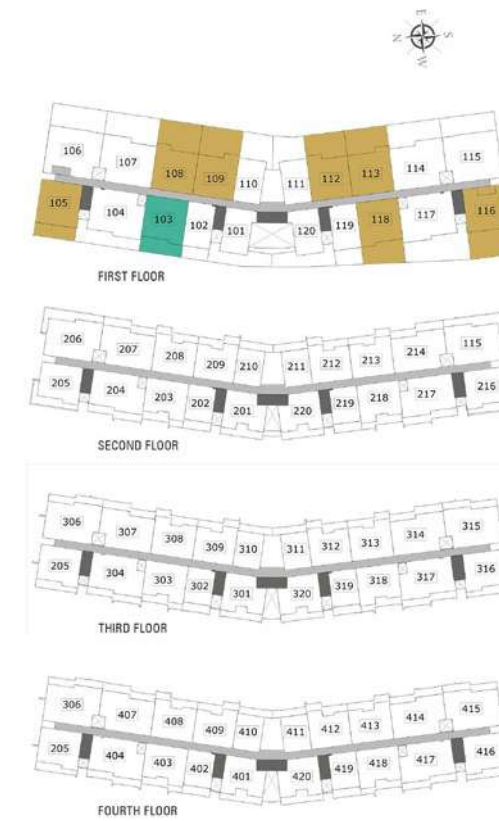 E
N S
W
106 107 108 109 110 111 112 113 114 115
105 104 103 102 101 120 119 118 117 116
FIRST FLOOR
206 207 208 209 210 211 212 213 214 115
205 204 203 202 201 220 219 218 217 216
SECOND FLOOR
306 307 308 309 310 311 312 313 314 315
205 304 303 302 301 320 319 318 317 316
THIRD FLOOR
306 407 408 409 410 411 412 413 414 415
205 404 403 402 401 420 419 418 417 416
FOURTH FLOOR